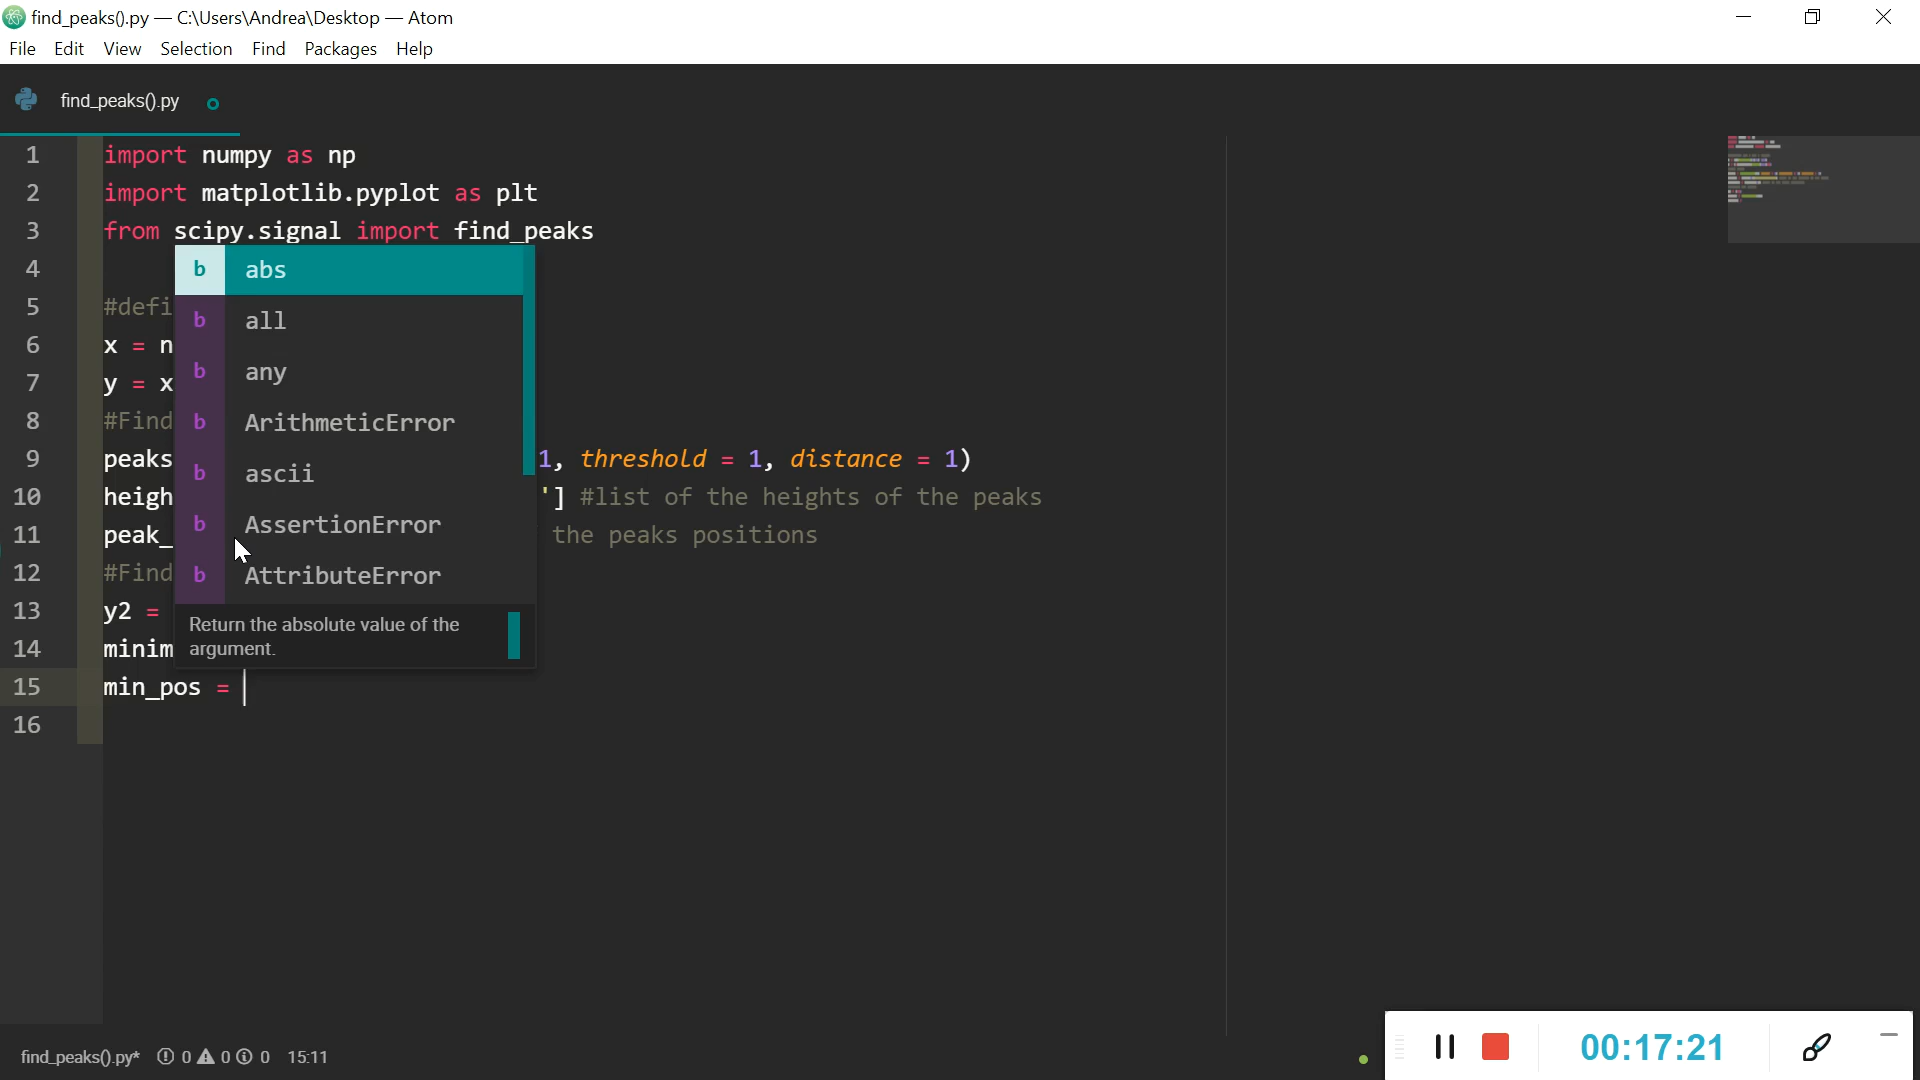 find_peaks().py — C:\Users\Andrea\Desktop — Atom
File Edit View Selection Find Packages Help
find_peaks().py
1 import numpy as np
2 import matplotlib.pyplot as plt
3 from scipy.signal import find_peaks
4
b abs
5 #defi
b all
6 x = n
b any
7 y = x
8 #Find
b ArithmeticError
9 peaks 1, threshold = 1, distance = 1)
b ascii
10 heigh '] #list of the heights of the peaks
11 peak_ the peaks positions
b AssertionError
12 #Find
b AttributeError
13 y2 =
Return the absolute value of the
argument.
14 minim
15 min_pos =
16
find_peaks().py* 0 0 0 15:11
00:17:21